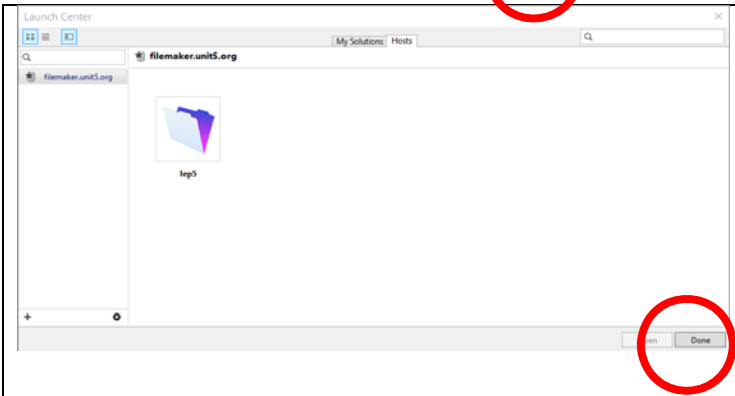 Launch Center
My Solutions Hosts
filemaker.unit5.org
filemaker.unit5.org
lep5
Done